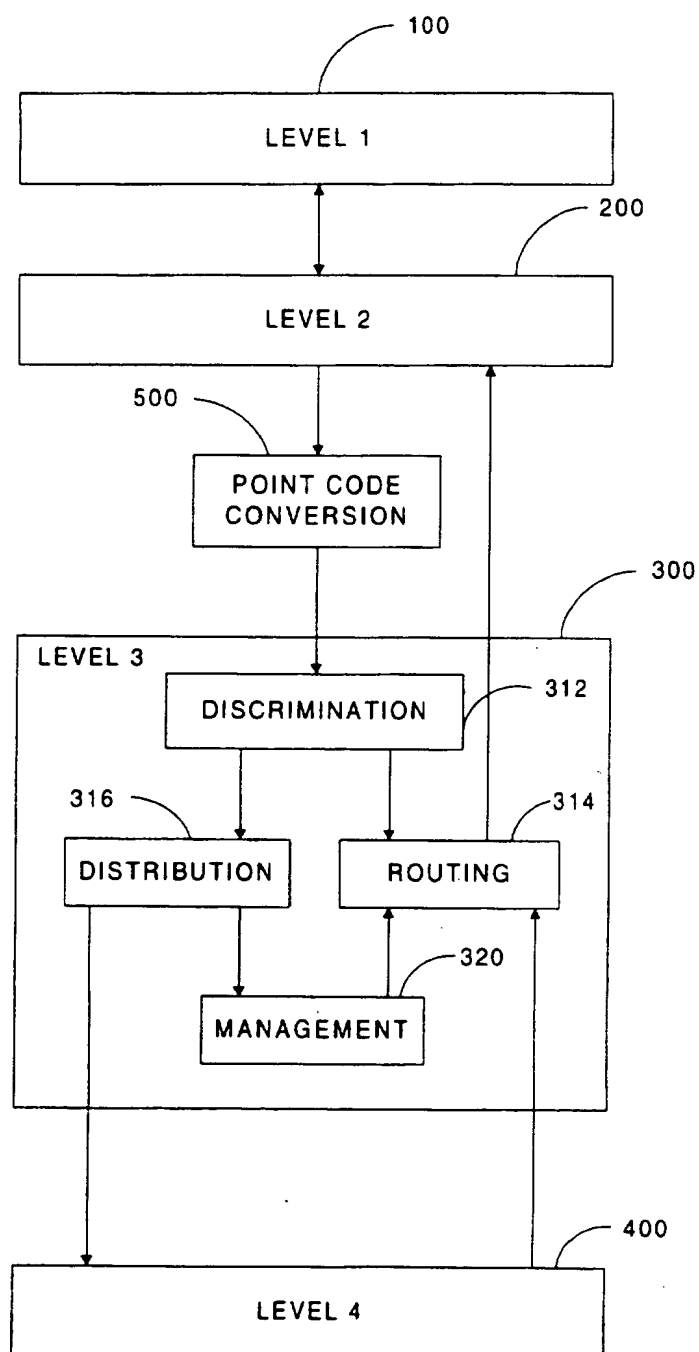 100
LEVEL 1
200
LEVEL 2
500
POINT CODE
CONVERSION
300
LEVEL 3
DISCRIMINATION
312
316
314
DISTRIBUTION
ROUTING
320
MANAGEMENT
400
LEVEL 4